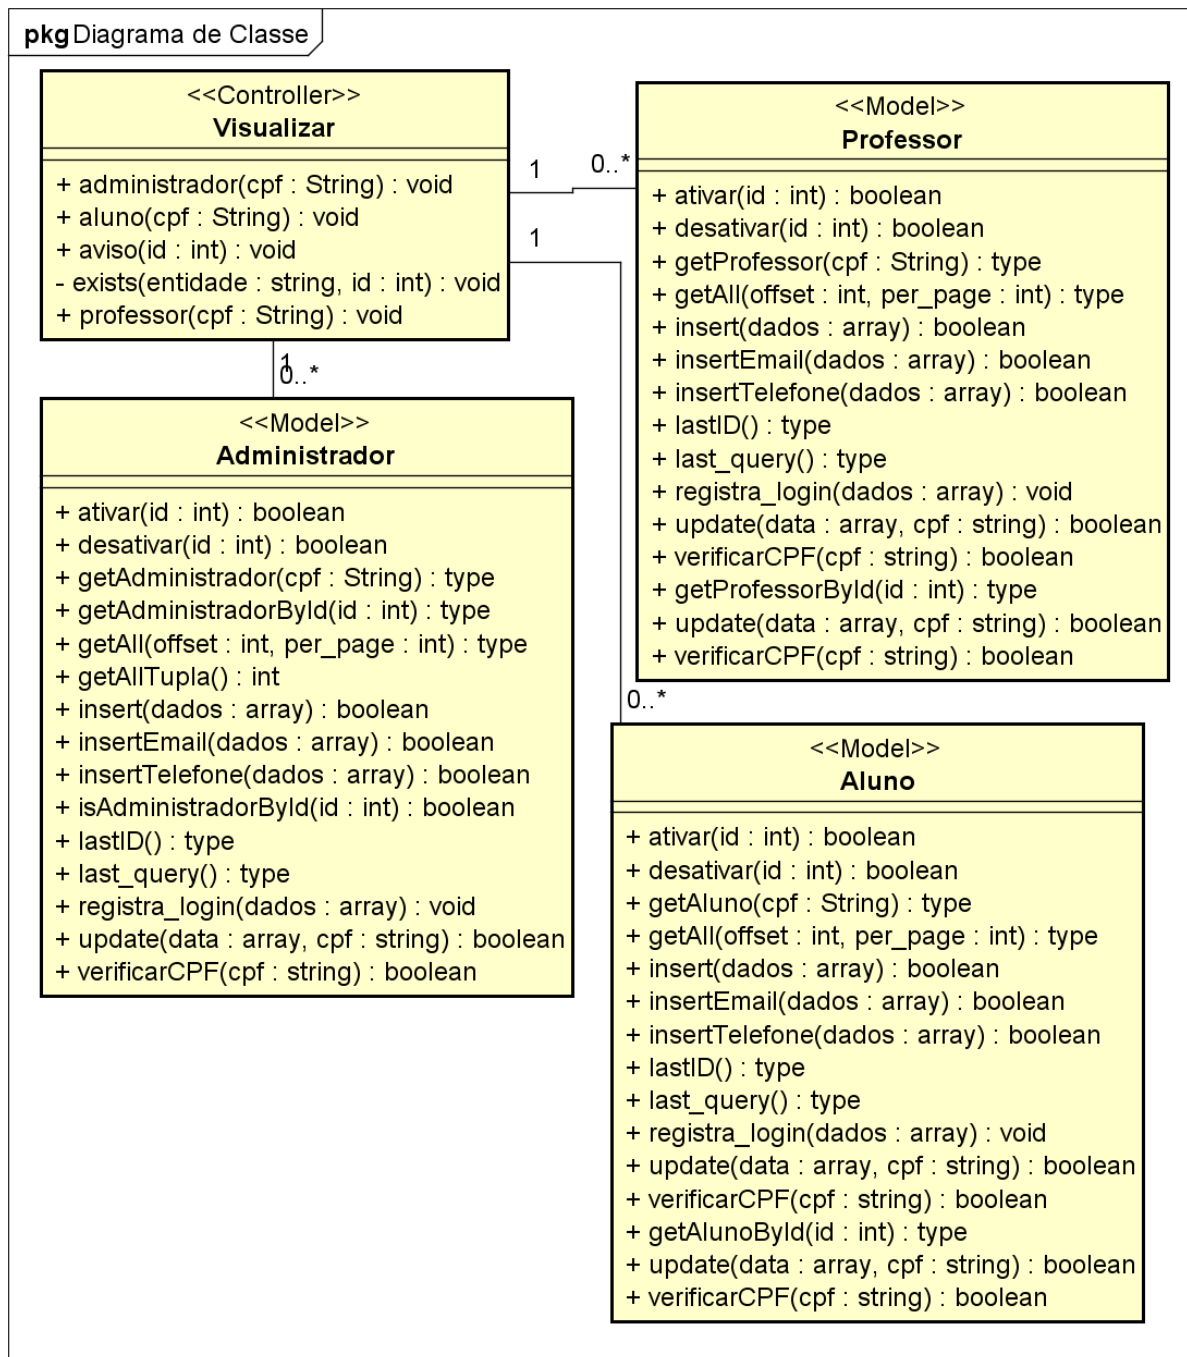 pkg Diagrama de Classe
<<Controller>>
Visualizar
+ administrador(cpf : String) : void
+ aluno(cpf : String) : void
+ aviso(id : int) : void
- exists(entidade : string, id : int) : void
+ professor(cpf : String) : void
1
0..*
1
0..*
1
0..*
<<Model>>
Professor
+ ativar(id : int) : boolean
+ desativar(id : int) : boolean
+ getProfessor(cpf : String) : type
+ getAll(offset : int, per_page : int) : type
+ insert(dados : array) : boolean
+ insertEmail(dados : array) : boolean
+ insertTelefone(dados : array) : boolean
+ lastID() : type
+ last_query() : type
+ registra_login(dados : array) : void
+ update(data : array, cpf : string) : boolean
+ verificarCPF(cpf : string) : boolean
+ getProfessorById(id : int) : type
+ update(data : array, cpf : string) : boolean
+ verificarCPF(cpf : string) : boolean
<<Model>>
Administrador
+ ativar(id : int) : boolean
+ desativar(id : int) : boolean
+ getAdministrador(cpf : String) : type
+ getAdministradorById(id : int) : type
+ getAll(offset : int, per_page : int) : type
+ getAllTupla() : int
+ insert(dados : array) : boolean
+ insertEmail(dados : array) : boolean
+ insertTelefone(dados : array) : boolean
+ isAdministradorById(id : int) : boolean
+ lastID() : type
+ last_query() : type
+ registra_login(dados : array) : void
+ update(data : array, cpf : string) : boolean
+ verificarCPF(cpf : string) : boolean
<<Model>>
Aluno
+ ativar(id : int) : boolean
+ desativar(id : int) : boolean
+ getAluno(cpf : String) : type
+ getAll(offset : int, per_page : int) : type
+ insert(dados : array) : boolean
+ insertEmail(dados : array) : boolean
+ insertTelefone(dados : array) : boolean
+ lastID() : type
+ last_query() : type
+ registra_login(dados : array) : void
+ update(data : array, cpf : string) : boolean
+ verificarCPF(cpf : string) : boolean
+ getAlunoById(id : int) : type
+ update(data : array, cpf : string) : boolean
+ verificarCPF(cpf : string) : boolean